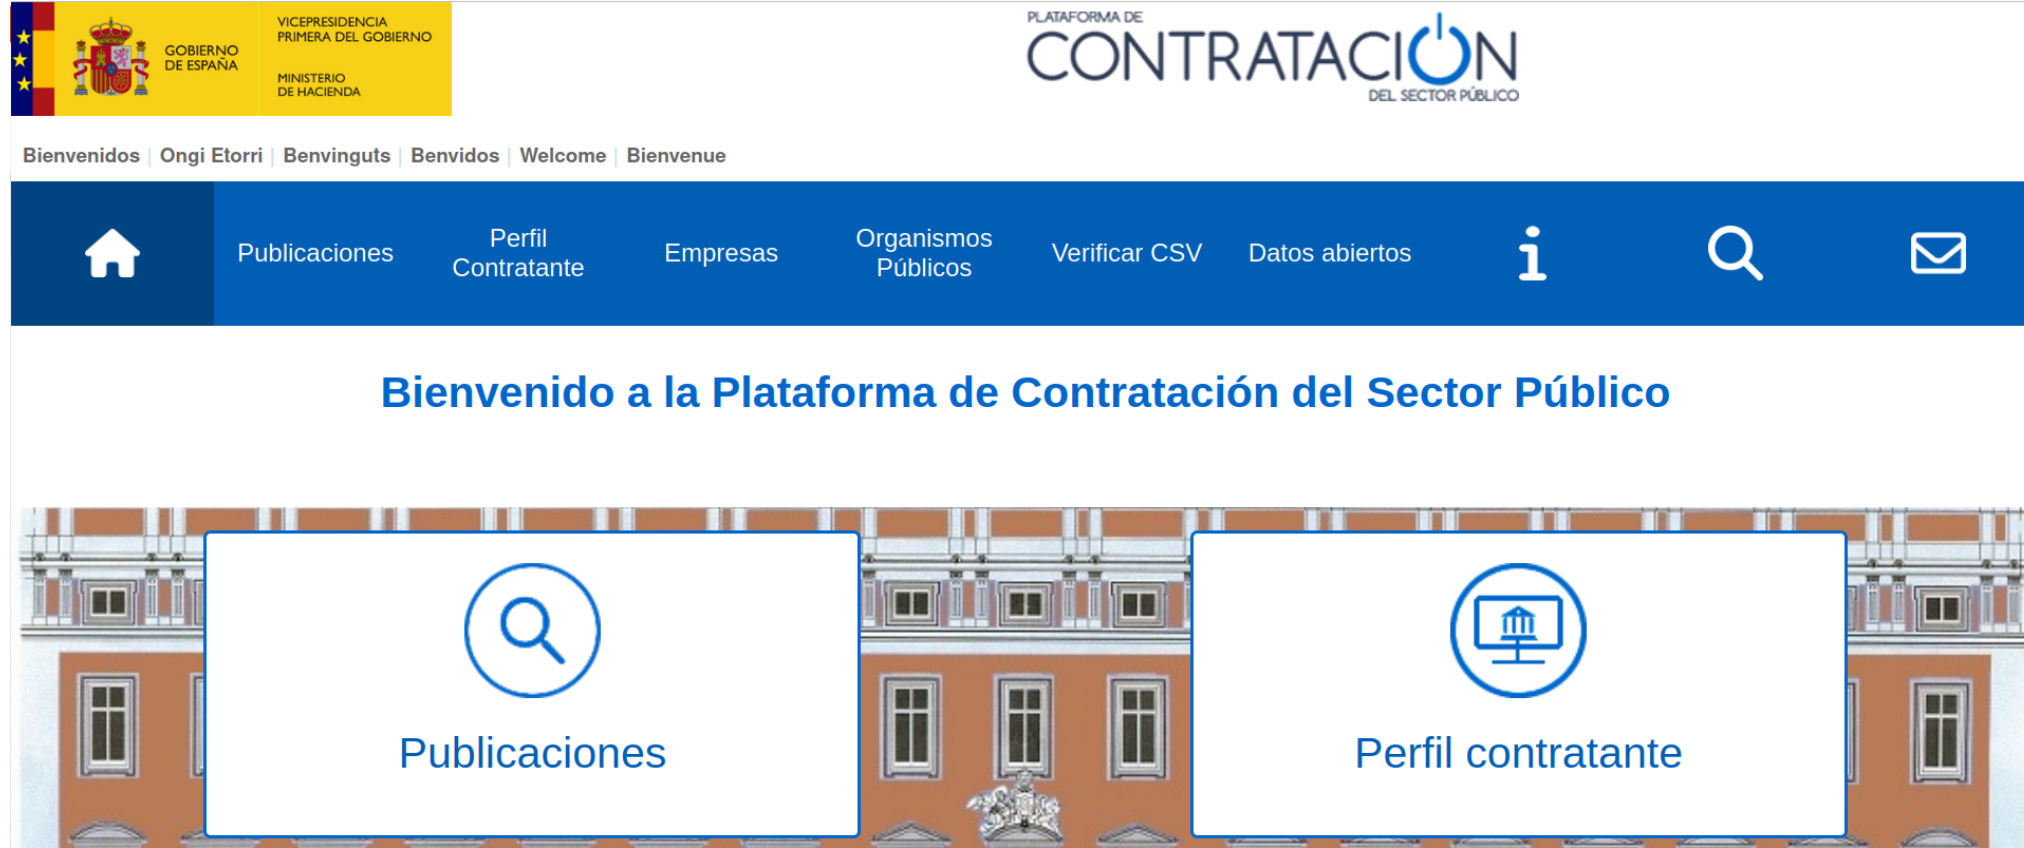 GOBIERNO
DE ESPAÑA
VICEPRESIDENCIA
PRIMERA DEL GOBIERNO
MINISTERIO
DE HACIENDA
PLATAFORMA DE
CONTRATACIÓN
DEL SECTOR PÚBLICO
Bienvenidos | Ongi Etorri | Benvinguts | Benvidos | Welcome | Bienvenue
Publicaciones
Perfil
Contratante
Empresas
Organismos
Públicos
Verificar CSV
Datos abiertos
Bienvenido a la Plataforma de Contratación del Sector Público
Publicaciones
Perfil contratante